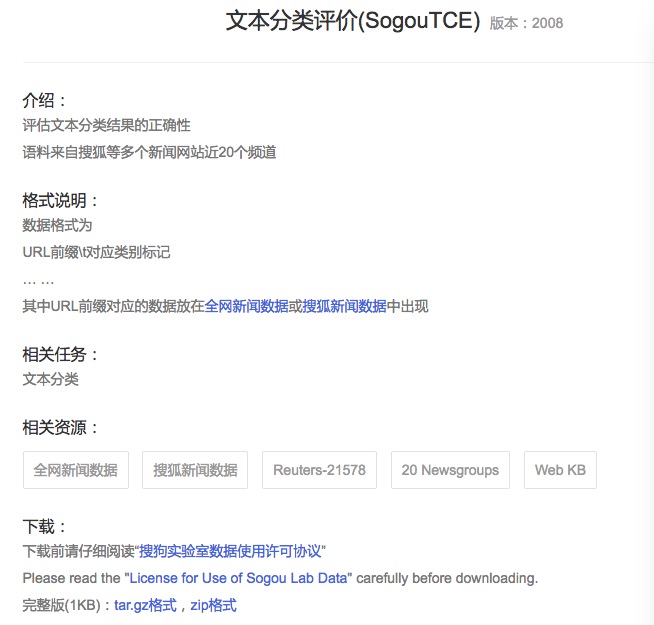 文本分类评价(SogouTCE) 版本：2008
介绍：
评估文本分类结果的正确性
语料来自搜狐等多个新闻网站近20个频道
格式说明：
数据格式为
URL前缀\t对应类别标记
... ...
其中URL前缀对应的数据放在全网新闻数据或搜狐新闻数据中出现
相关任务：
文本分类
相关资源：
全网新闻数据 搜狐新闻数据 Reuters-21578 20 Newsgroups Web KB
下载：
下载前请仔细阅读“搜狗实验室数据使用许可协议”
Please read the "License for Use of Sogou Lab Data" carefully before downloading.
完整版(1KB)：tar.gz格式，zip格式